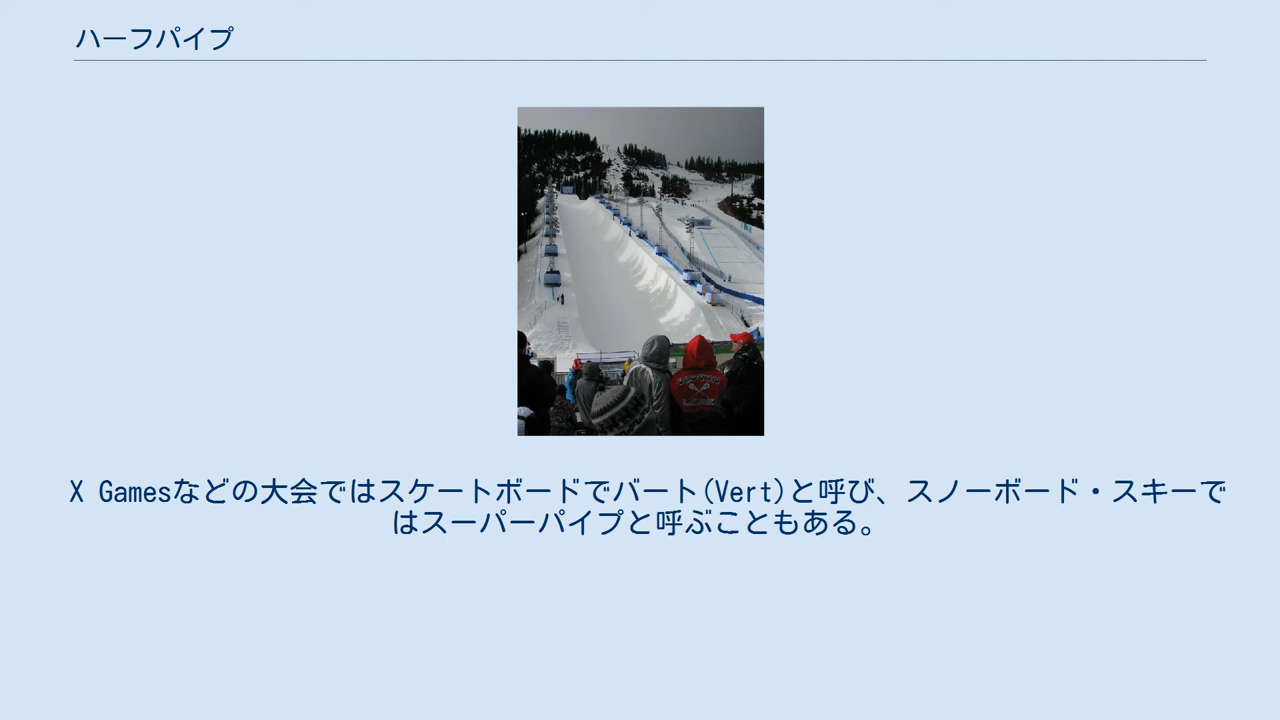 ハーフパイプ
X Gamesなどの大会ではスケートボードでバート(Vert)と呼び、スノーボード・スキーで
はスーパーパイプと呼ぶこともある。